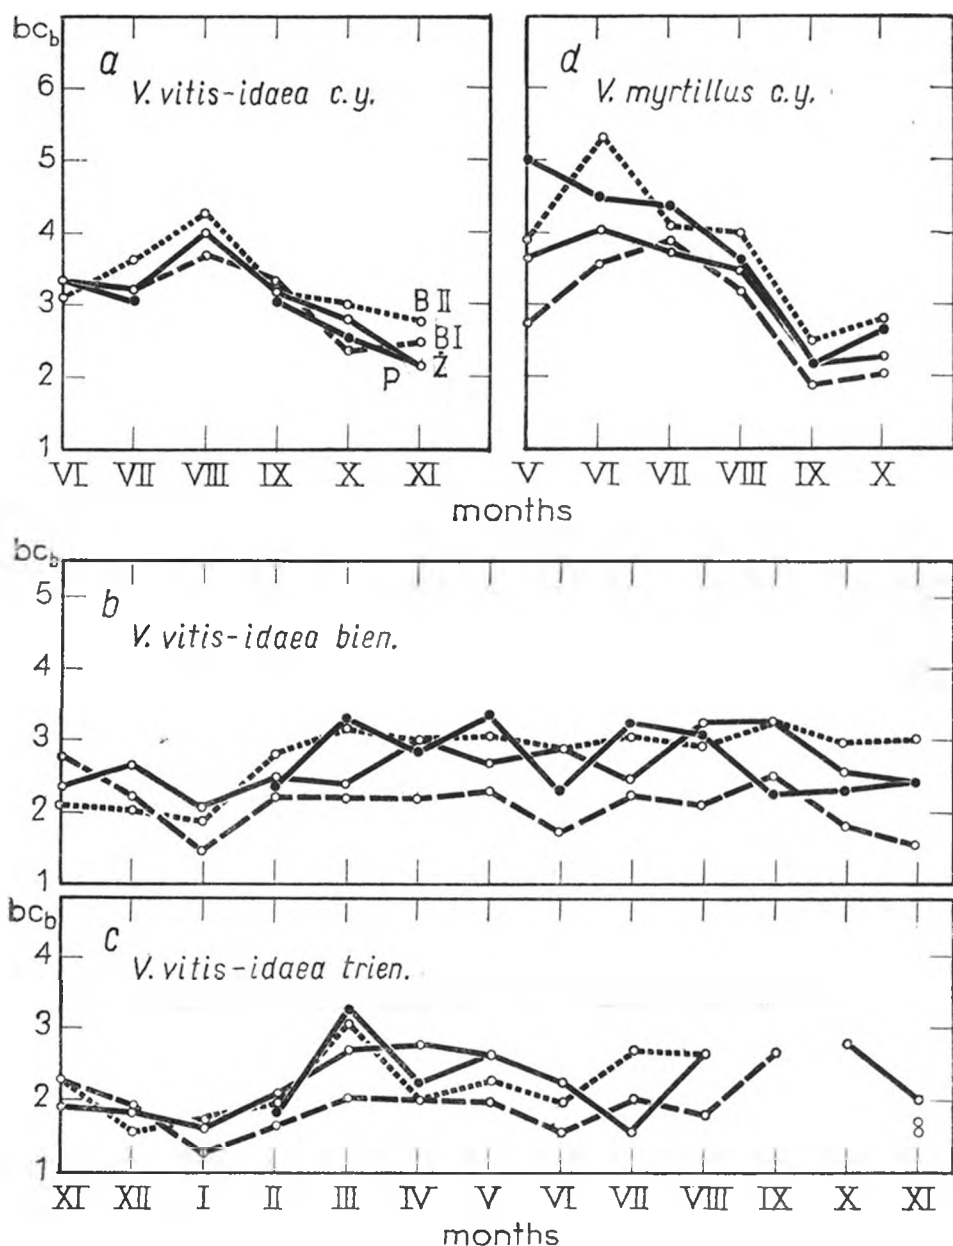 bcb
a
V. vitis-idaea c.y.
6
5
4
3
2
1
B II
BI
Ż
P
VI VII VIII IX X XI
d
V. myrtillus c.y.
V VI VII VIII IX X
months
bcb
b
V. vitis-idaea bien.
5
4
3
2
1
bcb
c
V. vitis-idaea trien.
4
3
2
1
XI XII I II III IV V VI VII VIII IX X XI
months